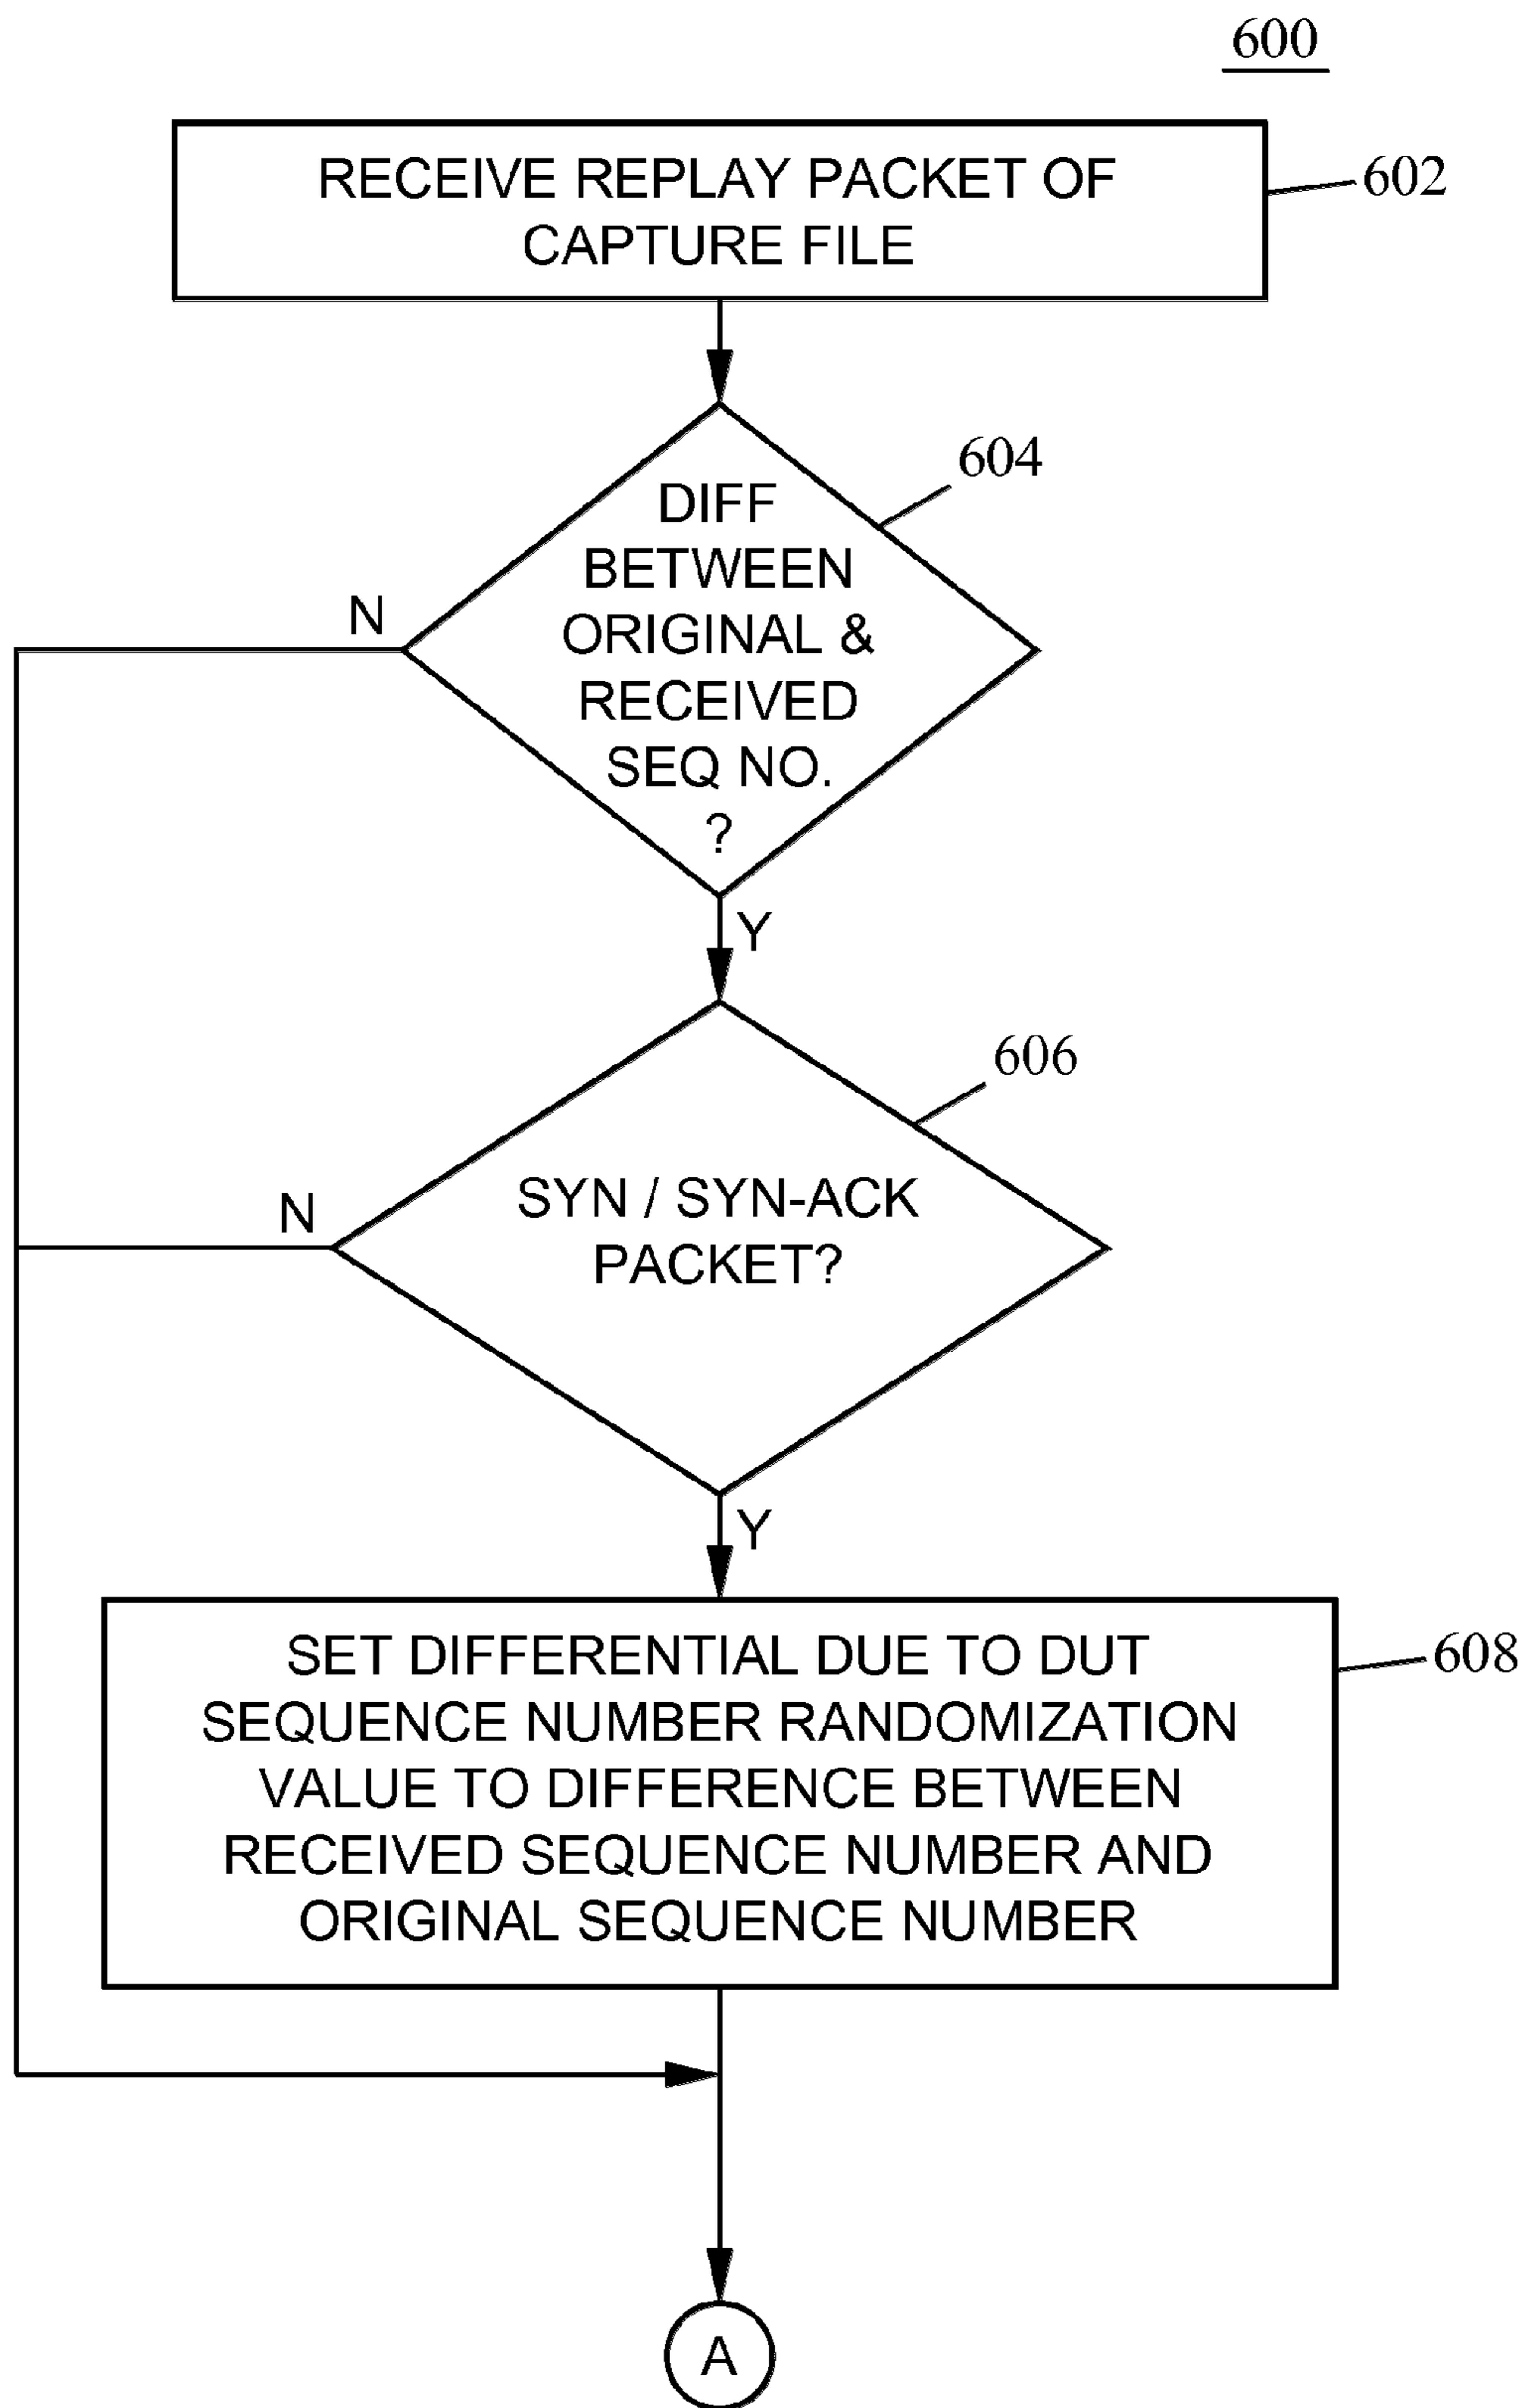 600
RECEIVE REPLAY PACKET OF
CAPTURE FILE
602
604
DIFF
BETWEEN
ORIGINAL &
RECEIVED
SEQ NO.
?
N
Y
606
SYN / SYN-ACK
PACKET?
N
Y
SET DIFFERENTIAL DUE TO DUT
SEQUENCE NUMBER RANDOMIZATION
VALUE TO DIFFERENCE BETWEEN
RECEIVED SEQUENCE NUMBER AND
ORIGINAL SEQUENCE NUMBER
608
A